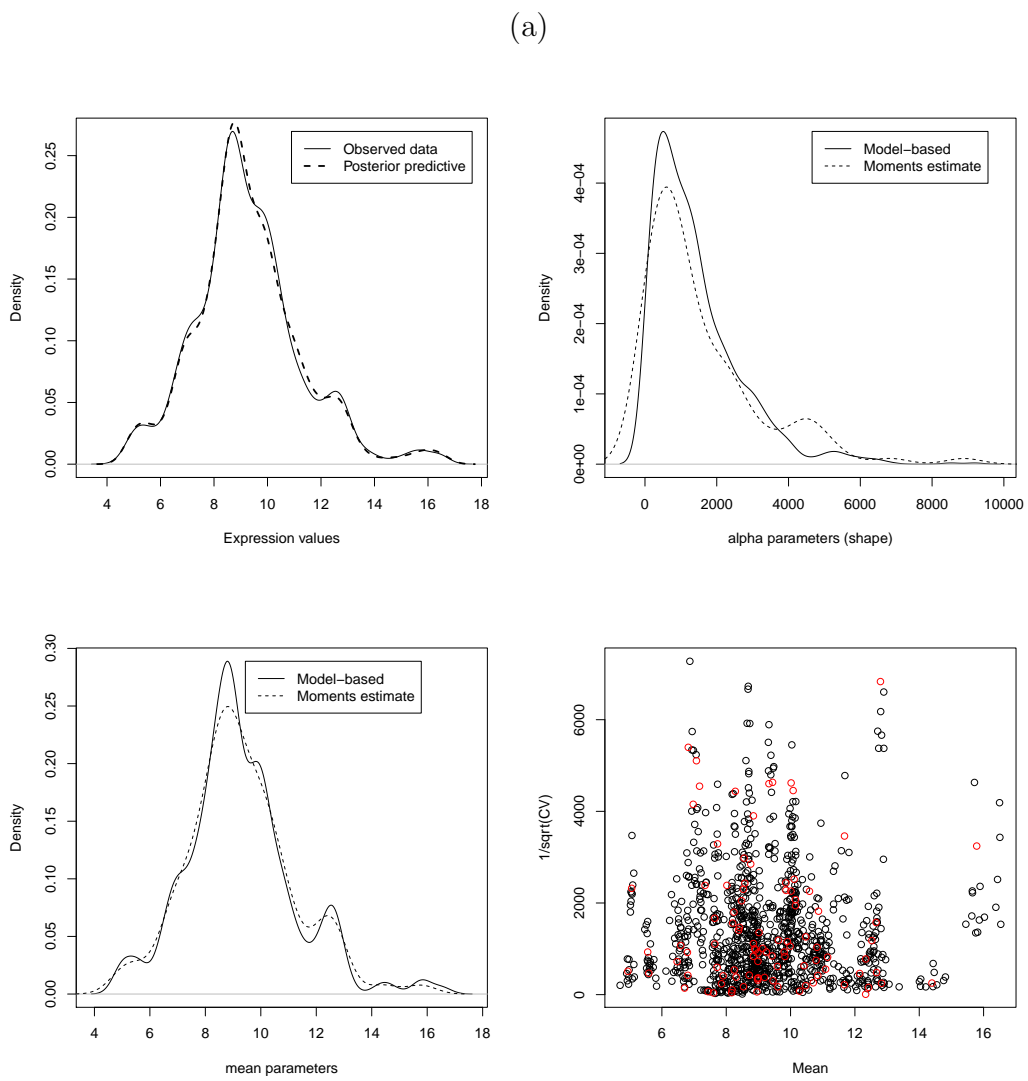 (a)
Observed data
Posterior predictive
Density
0.00 0.05 0.10 0.15 0.20 0.25
4 6 8 10 12 14 16 18
Expression values
Model−based
Moments estimate
Density
0e+00 1e−04 2e−04 3e−04 4e−04
0 2000 4000 6000 8000 10000
alpha parameters (shape)
Model−based
Moments estimate
Density
0.00 0.05 0.10 0.15 0.20 0.25 0.30
4 6 8 10 12 14 16
mean parameters
1/sqrt(CV)
0 2000 4000 6000
6 8 10 12 14 16
Mean